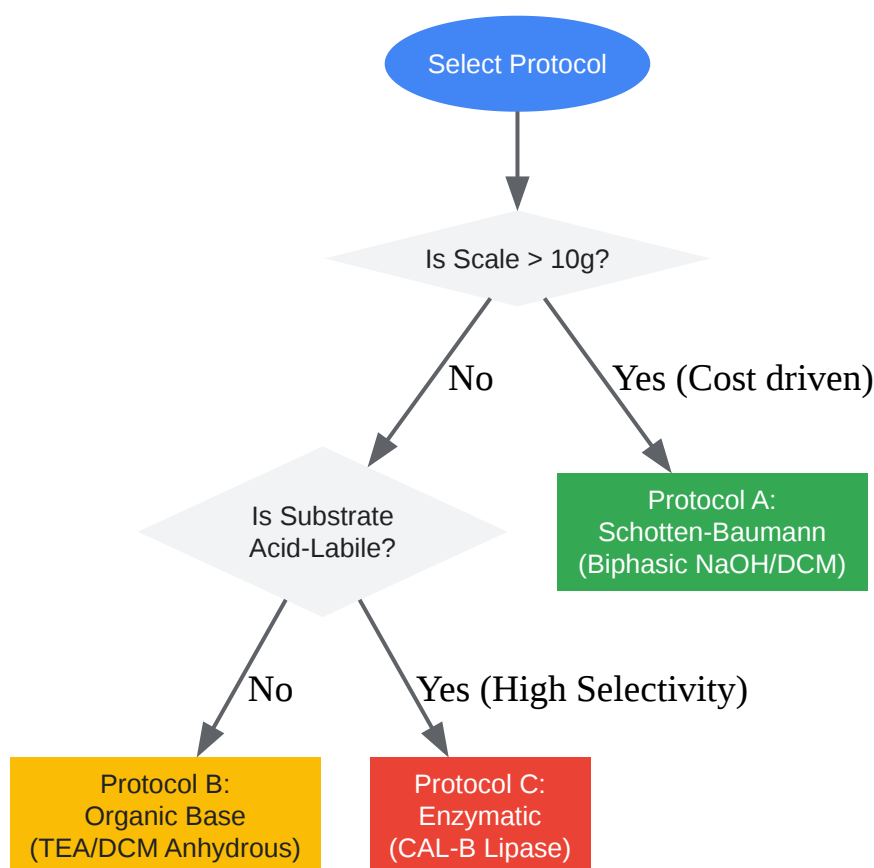 Select Protocol
Is Scale > 10g?
No
Yes (Cost driven)
Is Substrate
Acid-Labile?
Protocol A:
Schotten-Baumann
(Biphasic NaOH/DCM)
No
Yes (High Selectivity)
Protocol B:
Organic Base
(TEA/DCM Anhydrous)
Protocol C:
Enzymatic
(CAL-B Lipase)